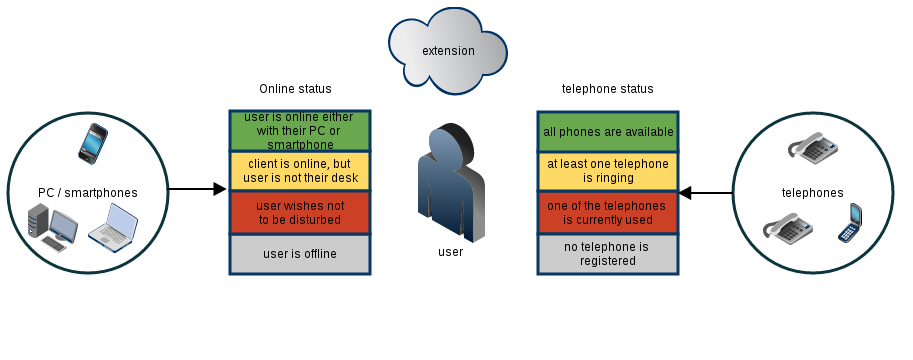 extension
Online status
telephone status
user is online either
with their PC or
smartphone
client is online, but
user is not their desk
user wishes not
to be disturbed
user is offline
PC / smartphones
user
all phones are available
at least one telephone
is ringing
one of the telephones
is currently used
no telephone is
registered
telephones